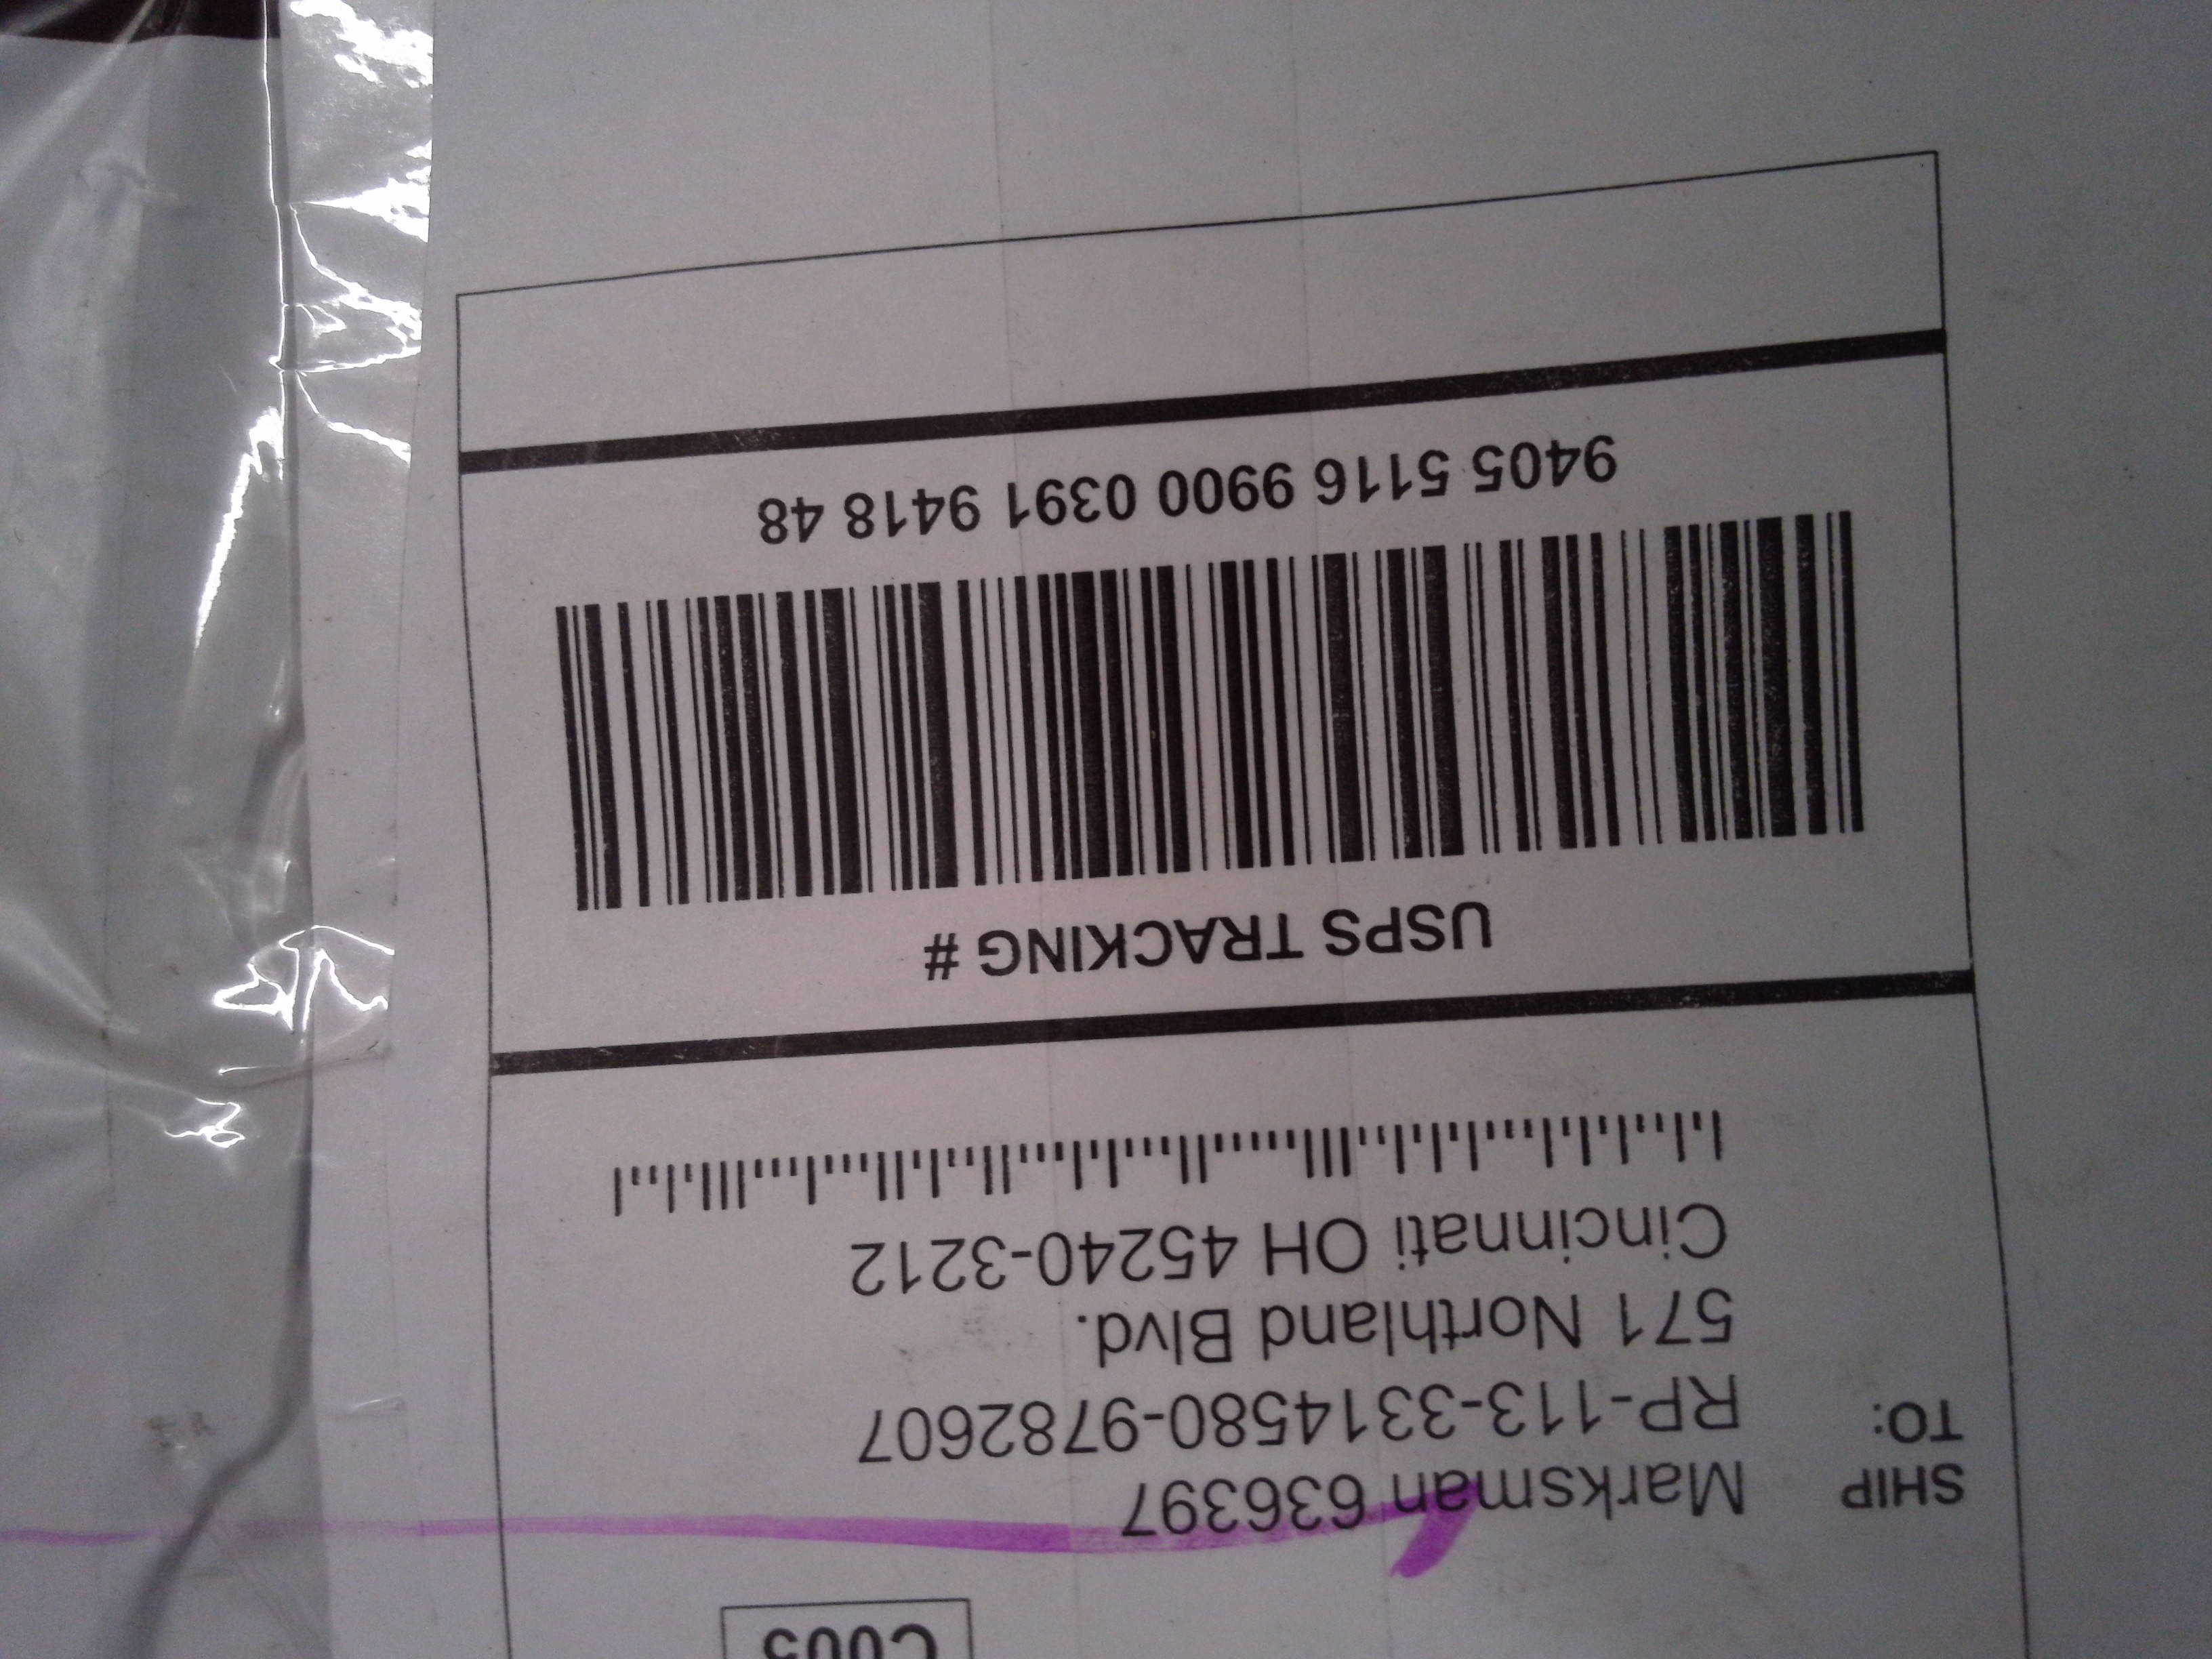 C005
SHIP
TO:
Marksman 636397
RP-113-3314580-9782607
571 Northland Blvd.
Cincinnati OH 45240-3212
USPS TRACKING #
9405 5116 9900 0391 9418 48